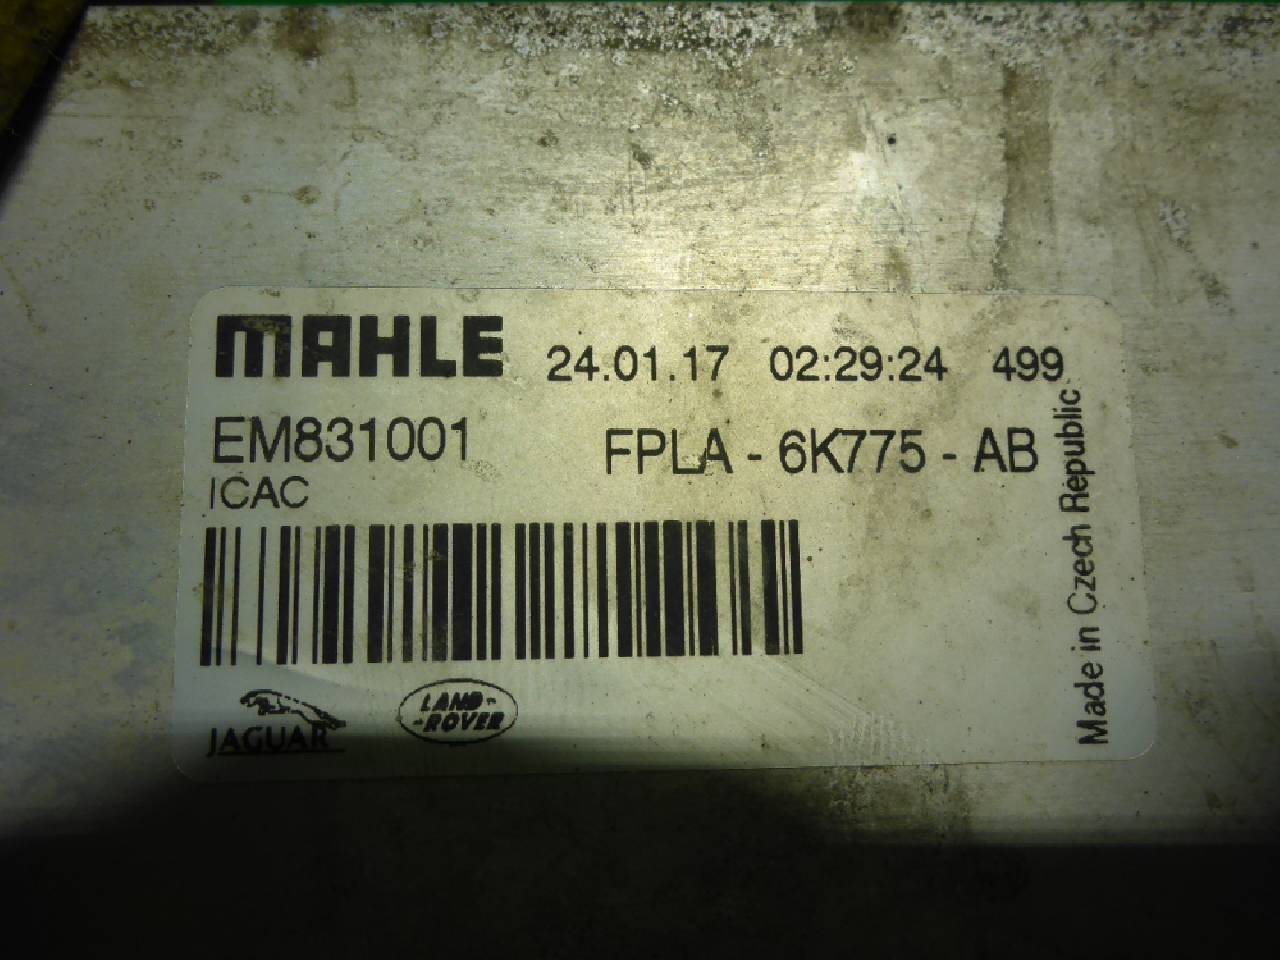 MAHLE 24.01.17 02:29:24 499
EM831001 FPLA - 6K775 - AB
ICAC
JAGUAR
LAND-
-ROVER
Made in Czech Republic